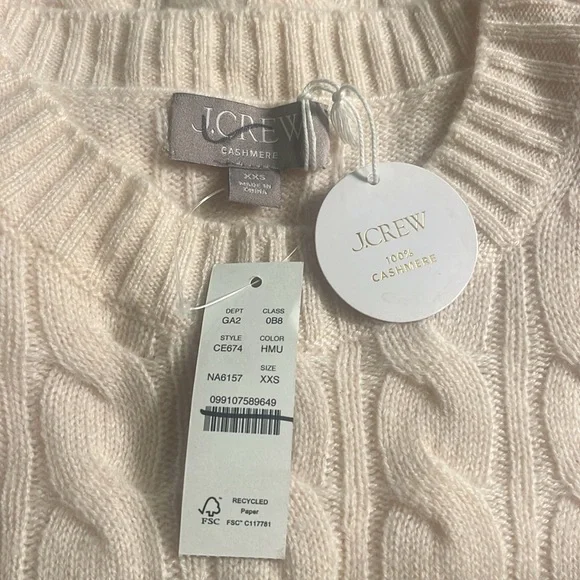 J.CREW
CASHMERE
XXS
MADE IN
CHINA
J.CREW
100%
CASHMERE
DEPT CLASS
GA2 0B8
STYLE COLOR
CE674 HMU
SIZE
NA6157 XXS
099107589649
FSC
RECYCLED
Paper
FSC™ C117781